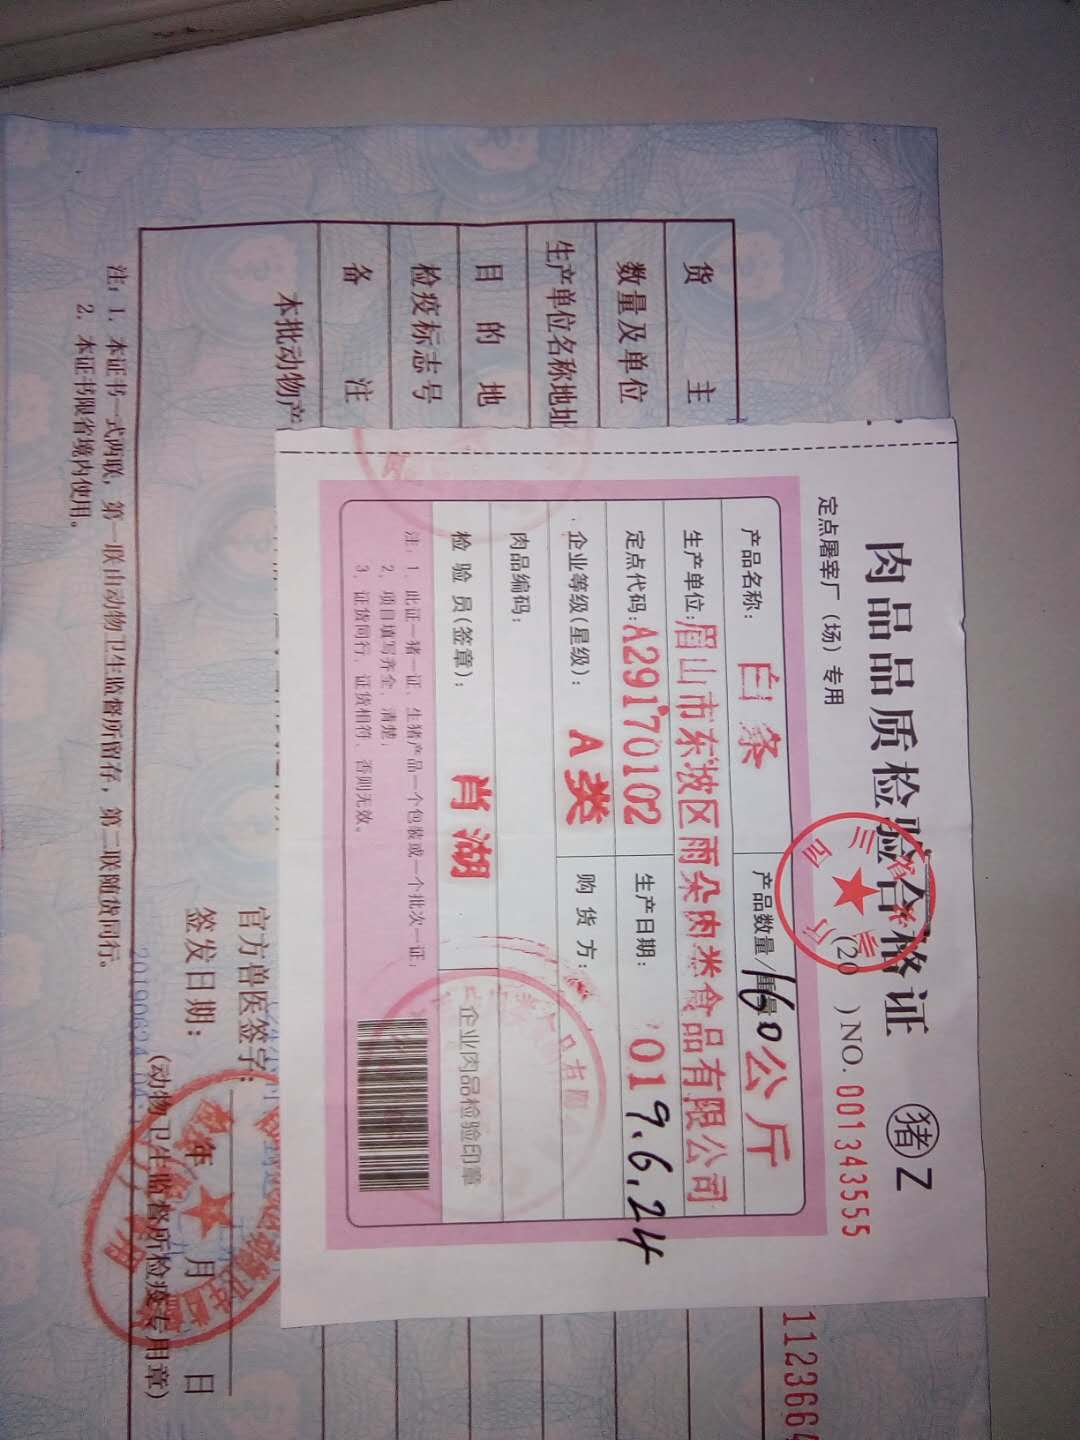 肉品品质检验合格证 猪 Z
定点屠宰厂（场）专用 (20 ) NO. 001343555
产品名称: 白条 产品数量/重量 160公斤
生产单位: 眉山市东坡区雨朵肉类食品有限公司
定点代码: A29170102 生产日期: 019.6.24
企业等级(星级): A类 购货方:
肉品编码:
检验员(签章): 肖湖 企业肉品检验印章
注: 1、此证一猪一证、生猪产品一个包装或一个批次一证；
2、项目填写齐全、清楚；
3、证货同行、证货相符、否则无效。
112366
货主
数量及单位
生产单位名称地址
目的地
检疫标志号
备注
本批动物产
官方兽医签字:
签发日期: 年 月 日
(动物卫生监督所检疫专用章)
20190624
注: 1、本证书一式两联，第一联由动物卫生监督所留存，第二联随货同行。
2、本证书限省境内使用。